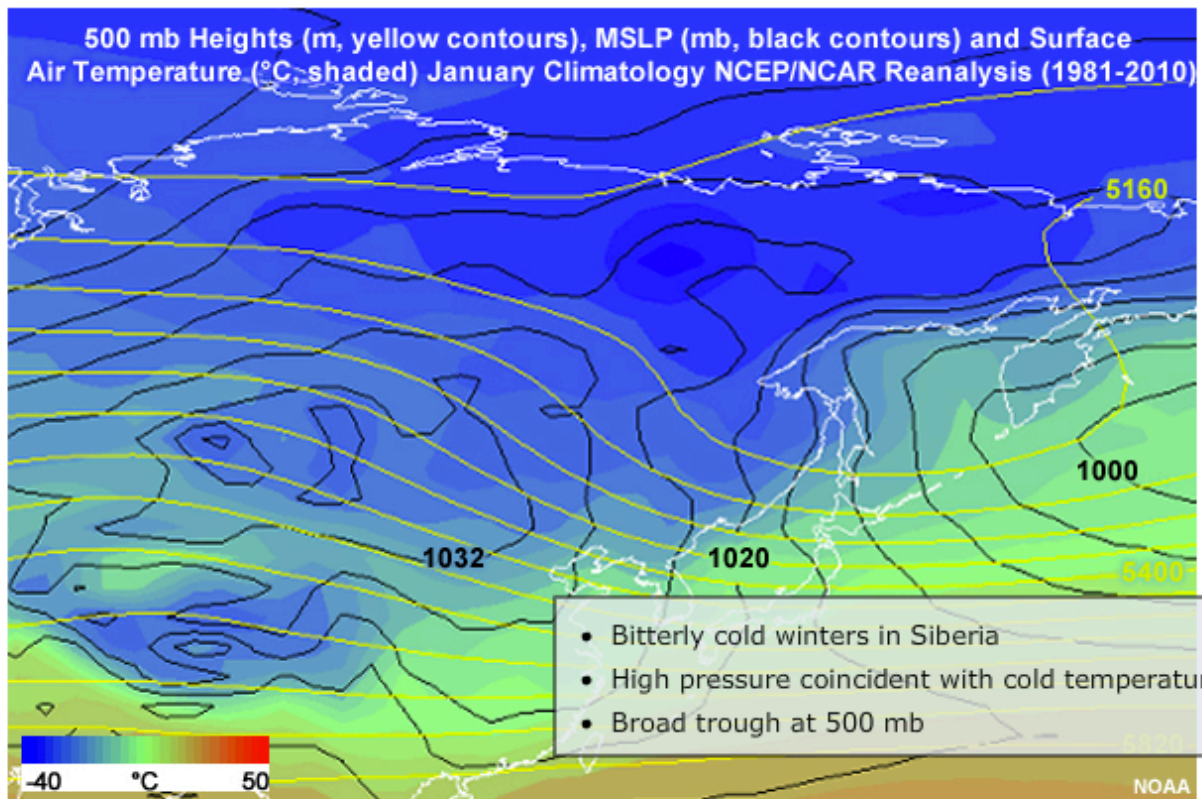 500 mb Heights (m, yellow contours), MSLP (mb, black contours) and Surface
Air Temperature (°C, shaded) January Climatology NCEP/NCAR Reanalysis (1981-2010)
5160
1000
1032
1020
5400
• Bitterly cold winters in Siberia
• High pressure coincident with cold temperatur
• Broad trough at 500 mb
5820
-40 °C 50
NOAA